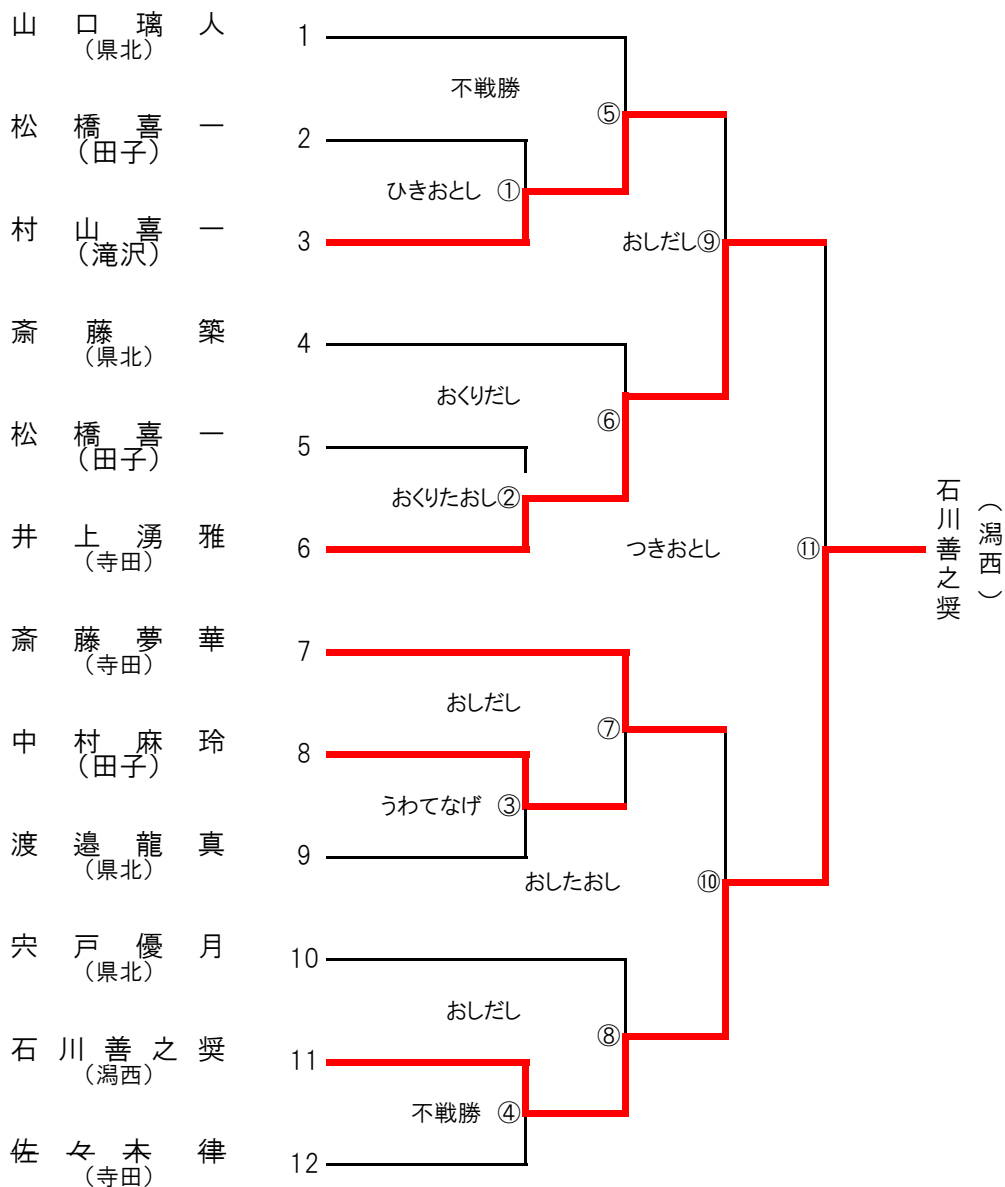 山口璃人 1
（県北）
不戦勝
⑤
松橋喜一 2
（田子）
ひきおとし ①
村山喜一 3
（滝沢）
おしだし⑨
斎藤築 4
（県北）
おくりだし
⑥
松橋喜一 5
（田子）
おくりたおし②
井上湧雅 6
（寺田）
つきおとし ⑪
石川善之奨
（潟西）
斎藤夢華 7
（寺田）
おしだし
⑦
中村麻玲 8
（田子）
うわてなげ ③
渡邉龍真 9
（県北）
おしたおし ⑩
宍戸優月 10
（県北）
おしだし
⑧
石川善之奨 11
（潟西）
不戦勝 ④
佐々木律 12
（寺田）